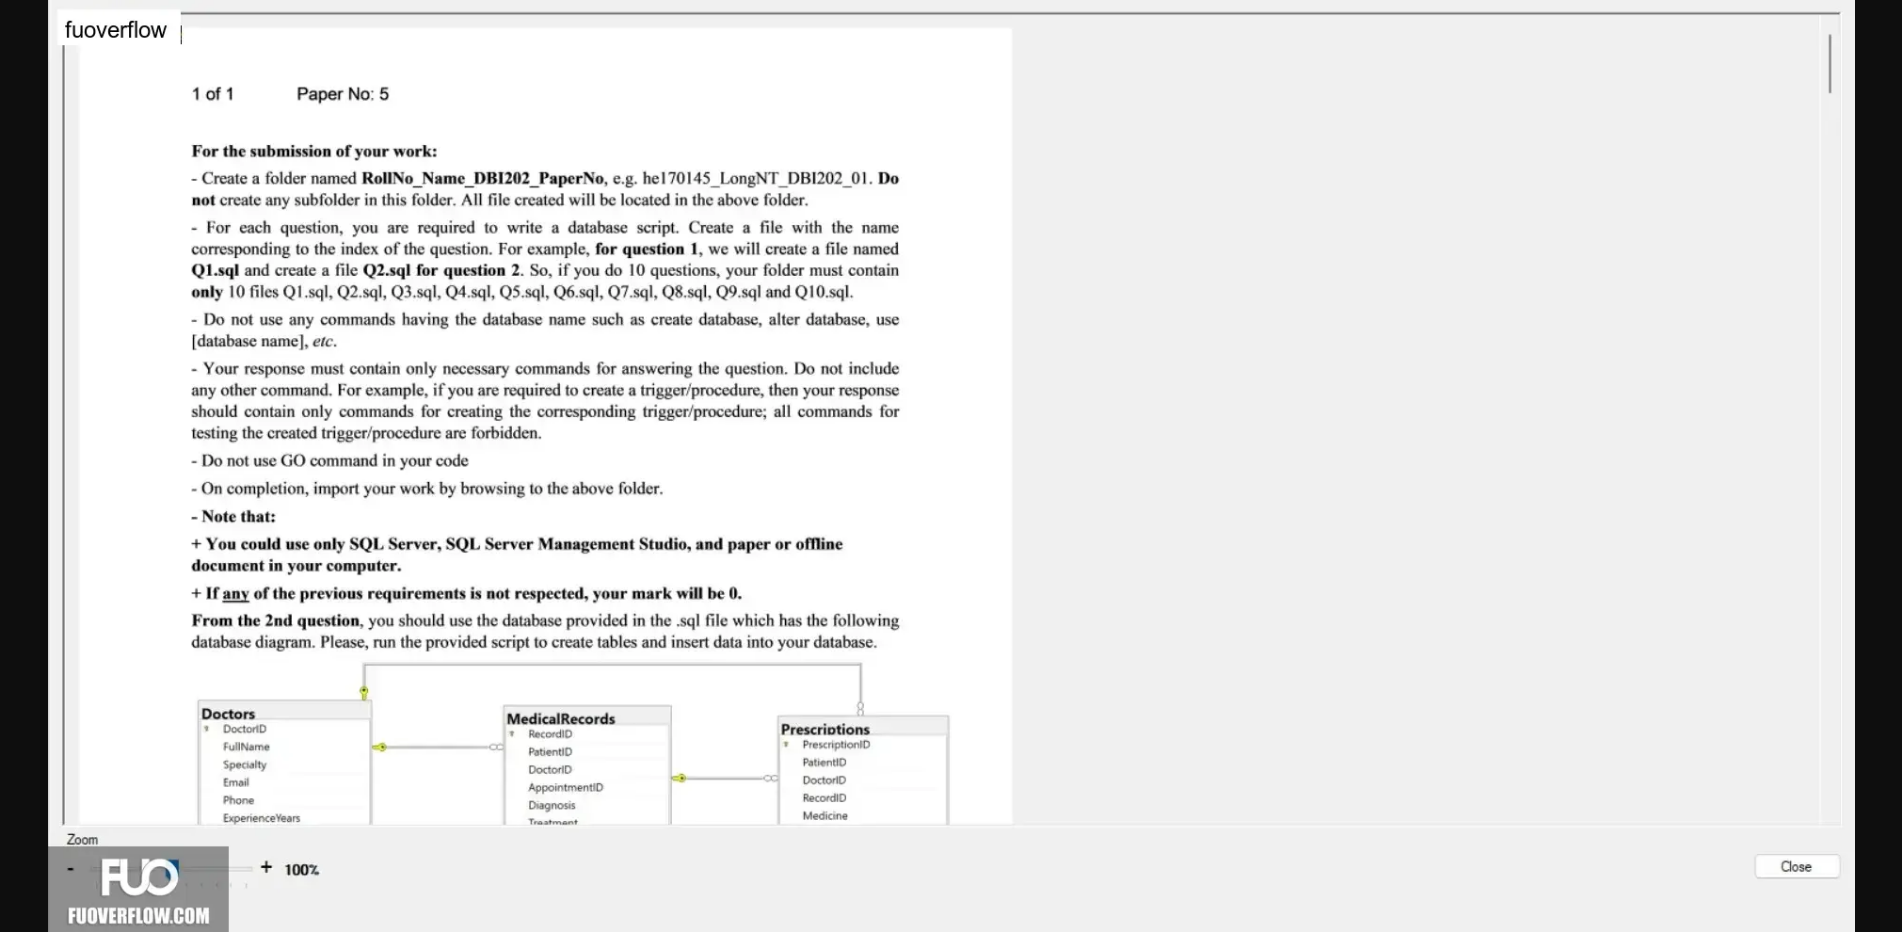 fuoverflow
1 of 1 Paper No: 5
For the submission of your work:
- Create a folder named RollNo_Name_DBI202_PaperNo, e.g. he170145_LongNT_DBI202_01. Do
not create any subfolder in this folder. All file created will be located in the above folder.
- For each question, you are required to write a database script. Create a file with the name
corresponding to the index of the question. For example, for question 1, we will create a file named
Q1.sql and create a file Q2.sql for question 2. So, if you do 10 questions, your folder must contain
only 10 files Q1.sql, Q2.sql, Q3.sql, Q4.sql, Q5.sql, Q6.sql, Q7.sql, Q8.sql, Q9.sql and Q10.sql.
- Do not use any commands having the database name such as create database, alter database, use
[database name], etc.
- Your response must contain only necessary commands for answering the question. Do not include
any other command. For example, if you are required to create a trigger/procedure, then your response
should contain only commands for creating the corresponding trigger/procedure; all commands for
testing the created trigger/procedure are forbidden.
- Do not use GO command in your code
- On completion, import your work by browsing to the above folder.
- Note that:
+ You could use only SQL Server, SQL Server Management Studio, and paper or offline
document in your computer.
+ If any of the previous requirements is not respected, your mark will be 0.
From the 2nd question, you should use the database provided in the .sql file which has the following
database diagram. Please, run the provided script to create tables and insert data into your database.
Doctors
DoctorID
FullName
Specialty
Email
Phone
ExperienceYears
MedicalRecords
RecordID
PatientID
DoctorID
AppointmentID
Diagnosis
Treatment
Prescriptions
PrescriptionID
PatientID
DoctorID
RecordID
Medicine
Zoom
- + 100%
Close
FUO
FUOVERFLOW.COM